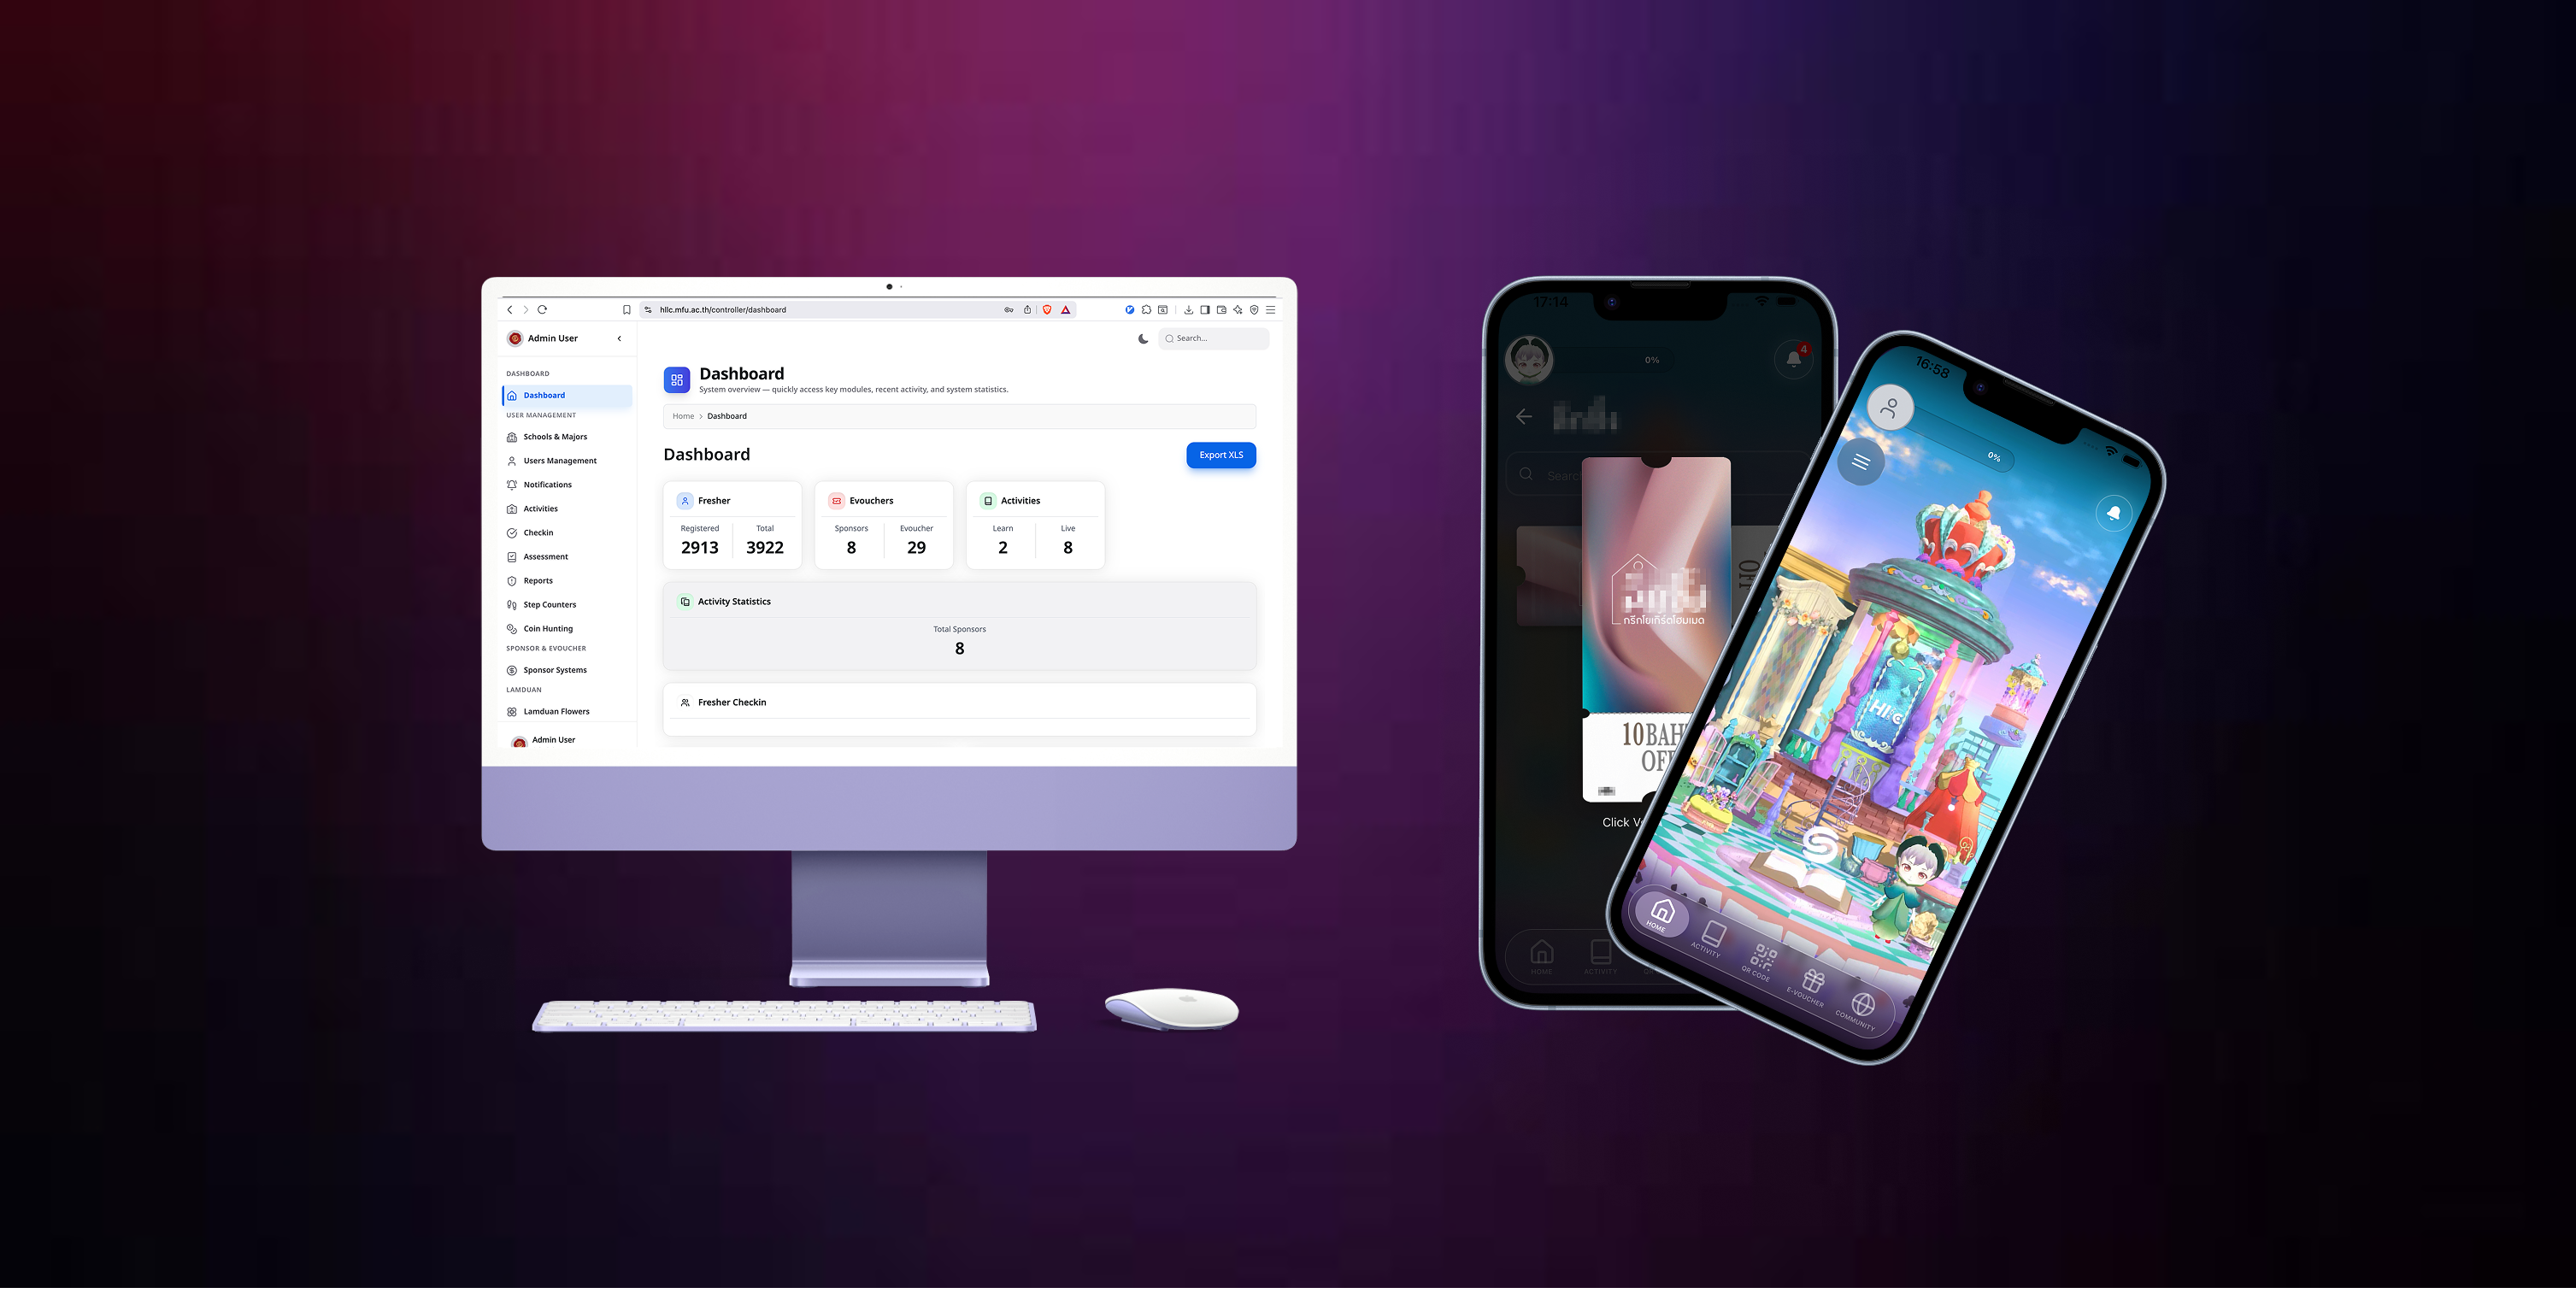 hllc.mfu.ac.th/controller/dashboard
Admin User
Search...
DASHBOARD
Dashboard
USER MANAGEMENT
Schools & Majors
Users Management
Notifications
Activities
Checkin
Assessment
Reports
Step Counters
Coin Hunting
SPONSOR & EVOUCHER
Sponsor Systems
LAMDUAN
Lamduan Flowers
Admin User
Dashboard
System overview — quickly access key modules, recent activity, and system statistics.
Home > Dashboard
Dashboard
Export XLS
Fresher
Registered Total
2913 3922
Evouchers
Sponsors Evoucher
8 29
Activities
Learn Live
2 8
Activity Statistics
Total Sponsors
8
Fresher Checkin
17:14
0%
4
กรีกโยเกิร์ตโฮมเมด
10 BAHT
Click
HOME
ACTIVITY
16:58
0%
HOME
ACTIVITY
QR CODE
E-VOUCHER
COMMUNITY